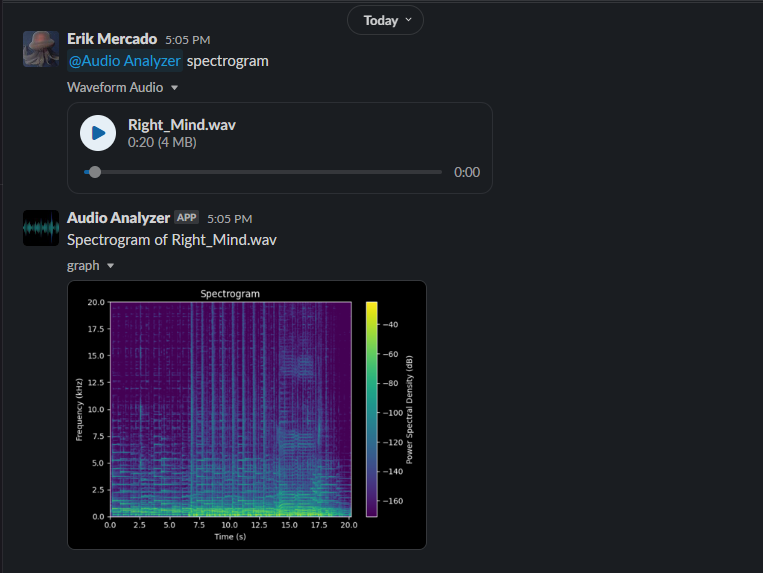 Today
Erik Mercado 5:05 PM
@Audio Analyzer spectrogram
Waveform Audio
Right_Mind.wav
0:20 (4 MB)
0:00
Audio Analyzer APP 5:05 PM
Spectrogram of Right_Mind.wav
graph
Spectrogram
20.0
17.5
15.0
12.5
10.0
7.5
5.0
2.5
0.0
Frequency (kHz)
0.0 2.5 5.0 7.5 10.0 12.5 15.0 17.5 20.0
Time (s)
−40
−60
−80
−100
−120
−140
−160
Power Spectral Density (dB)